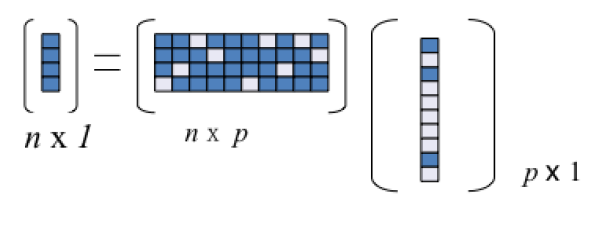 =
n x 1
n x p
p x 1